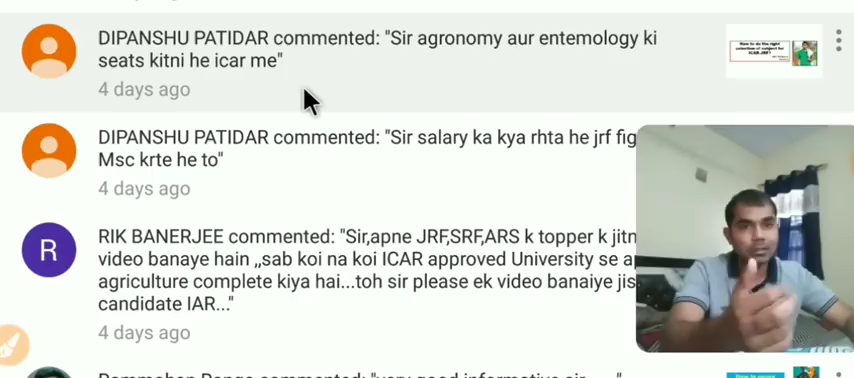 DIPANSHU PATIDAR commented: "Sir agronomy aur entemology ki
seats kitni he icar me"
4 days ago
DIPANSHU PATIDAR commented: "Sir salary ka kya rhta he jrf fig
Msc krte he to"
4 days ago
R
RIK BANERJEE commented: "Sir,apne JRF,SRF,ARS k topper k jitn
video banaye hain ,,sab koi na koi ICAR approved University se a
agriculture complete kiya hai...toh sir please ek video banaiye jis
candidate IAR..."
4 days ago